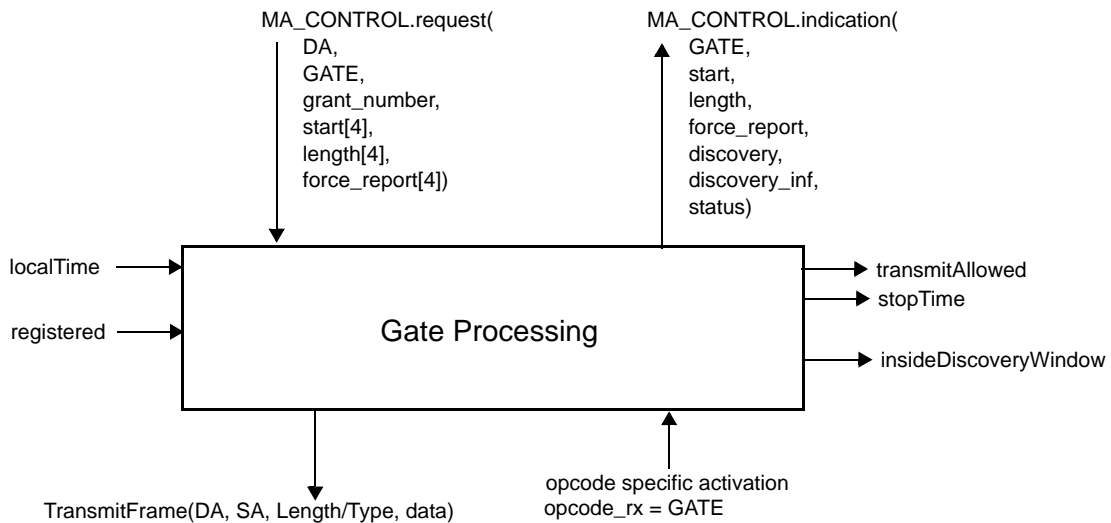 MA_CONTROL.request(
DA,
GATE,
grant_number,
start[4],
length[4],
force_report[4])
MA_CONTROL.indication(
GATE,
start,
length,
force_report,
discovery,
discovery_inf,
status)
localTime
registered
Gate Processing
transmitAllowed
stopTime
insideDiscoveryWindow
TransmitFrame(DA, SA, Length/Type, data)
opcode specific activation
opcode_rx = GATE